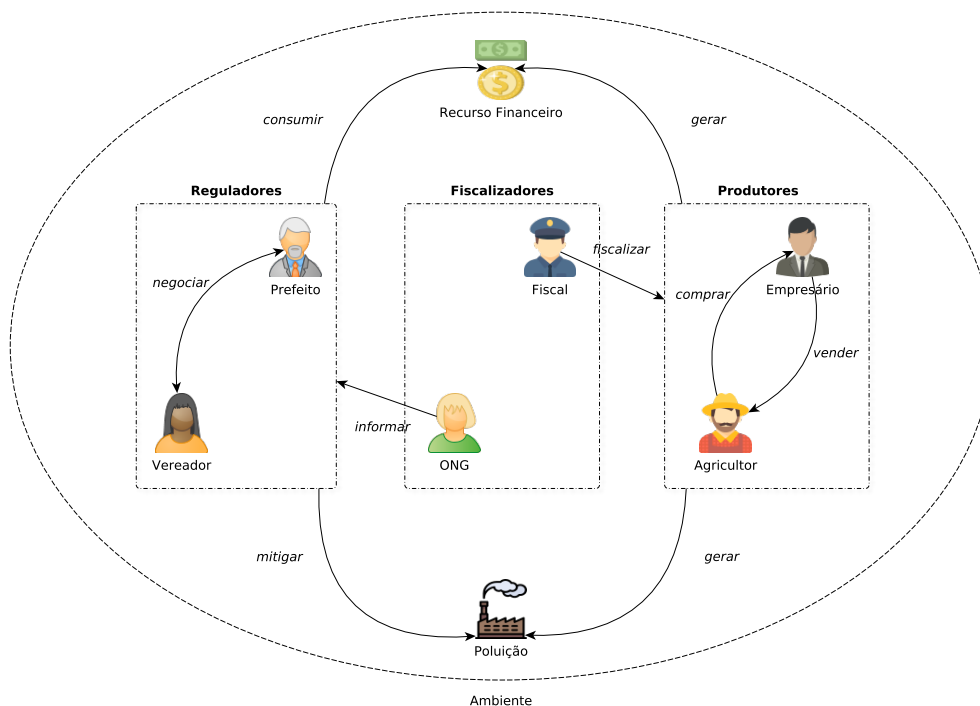 Recurso Financeiro
consumir
gerar
Reguladores
Fiscalizadores
Produtores
fiscalizar
negociar
Prefeito
Fiscal
comprar
Empresário
vender
informar
Vereador
ONG
Agricultor
mitigar
gerar
Poluição
Ambiente